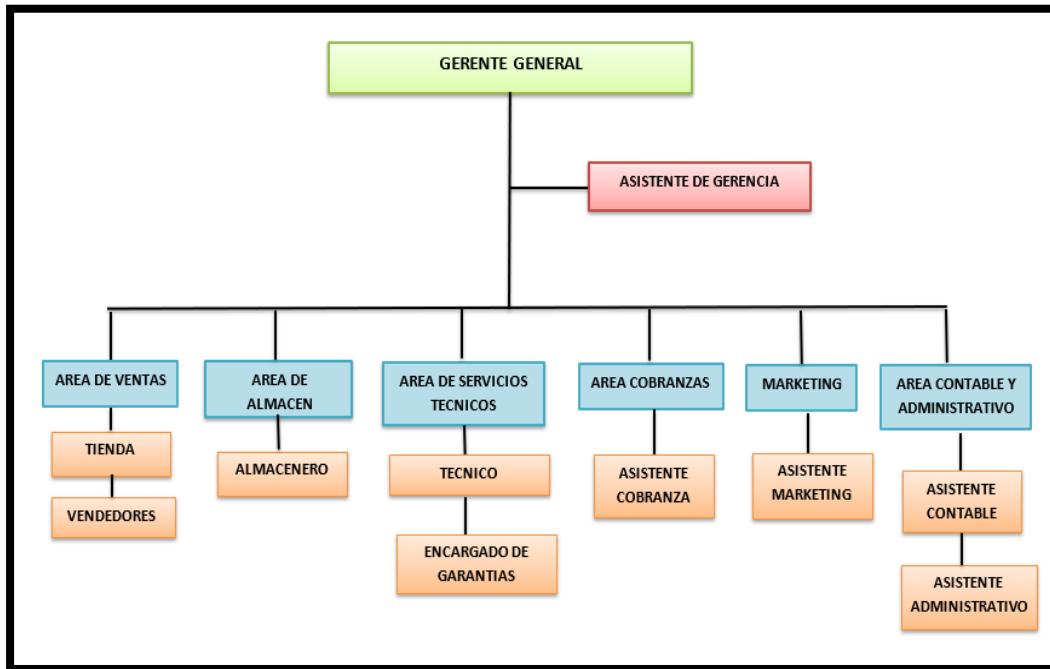 GERENTE GENERAL
ASISTENTE DE GERENCIA
AREA DE VENTAS
AREA DE
ALMACEN
AREA DE SERVICIOS
TECNICOS
AREA COBRANZAS
MARKETING
AREA CONTABLE Y
ADMINISTRATIVO
TIENDA
VENDEDORES
ALMACENERO
TECNICO
ENCARGADO DE
GARANTIAS
ASISTENTE
COBRANZA
ASISTENTE
MARKETING
ASISTENTE
CONTABLE
ASISTENTE
ADMINISTRATIVO